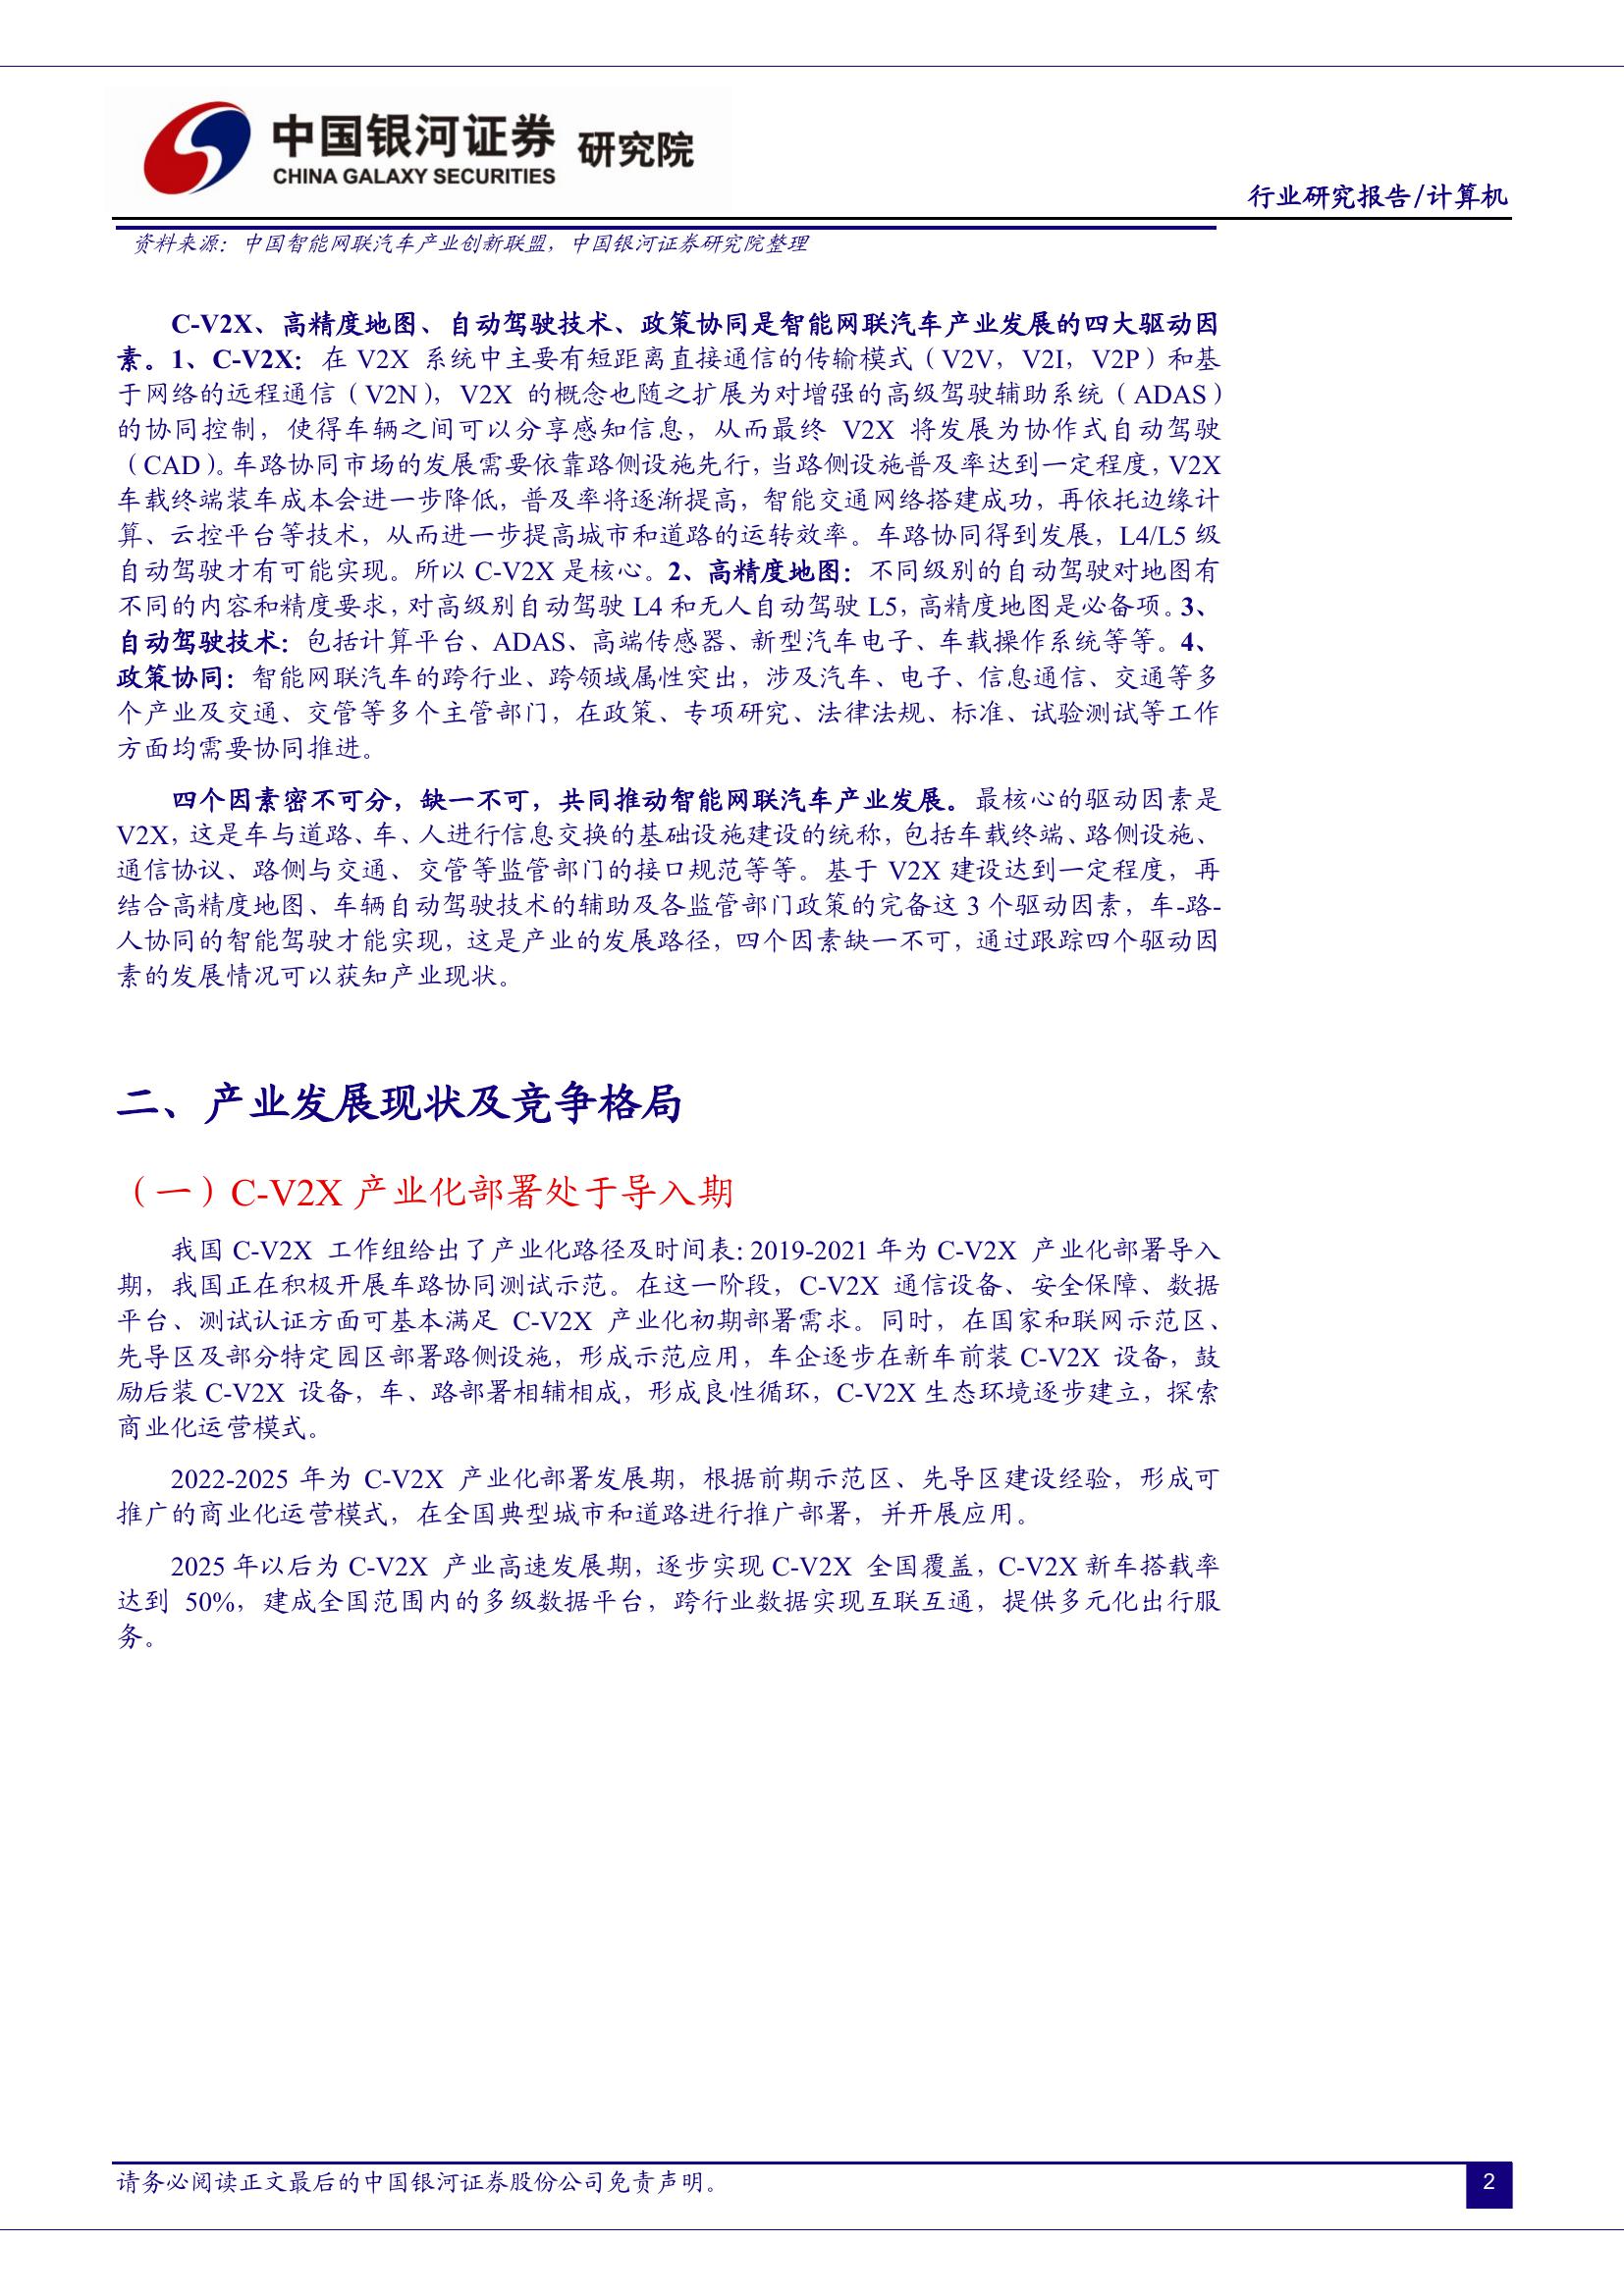 中国银河证券 研究院
CHINA GALAXY SECURITIES
行业研究报告/计算机
资料来源：中国智能网联汽车产业创新联盟，中国银河证券研究院整理
C-V2X、高精度地图、自动驾驶技术、政策协同是智能网联汽车产业发展的四大驱动因
素。1、C-V2X：在 V2X 系统中主要有短距离直接通信的传输模式（V2V，V2I，V2P）和基
于网络的远程通信（V2N），V2X 的概念也随之扩展为对增强的高级驾驶辅助系统（ADAS）
的协同控制，使得车辆之间可以分享感知信息，从而最终 V2X 将发展为协作式自动驾驶
（CAD）。车路协同市场的发展需要依靠路侧设施先行，当路侧设施普及率达到一定程度，V2X
车载终端装车成本会进一步降低，普及率将逐渐提高，智能交通网络搭建成功，再依托边缘计
算、云控平台等技术，从而进一步提高城市和道路的运转效率。车路协同得到发展，L4/L5 级
自动驾驶才有可能实现。所以 C-V2X 是核心。2、高精度地图：不同级别的自动驾驶对地图有
不同的内容和精度要求，对高级别自动驾驶 L4 和无人自动驾驶 L5，高精度地图是必备项。3、
自动驾驶技术：包括计算平台、ADAS、高端传感器、新型汽车电子、车载操作系统等等。4、
政策协同：智能网联汽车的跨行业、跨领域属性突出，涉及汽车、电子、信息通信、交通等多
个产业及交通、交管等多个主管部门，在政策、专项研究、法律法规、标准、试验测试等工作
方面均需要协同推进。
四个因素密不可分，缺一不可，共同推动智能网联汽车产业发展。最核心的驱动因素是
V2X，这是车与道路、车、人进行信息交换的基础设施建设的统称，包括车载终端、路侧设施、
通信协议、路侧与交通、交管等监管部门的接口规范等等。基于 V2X 建设达到一定程度，再
结合高精度地图、车辆自动驾驶技术的辅助及各监管部门政策的完备这 3 个驱动因素，车-路-
人协同的智能驾驶才能实现，这是产业的发展路径，四个因素缺一不可，通过跟踪四个驱动因
素的发展情况可以获知产业现状。
二、产业发展现状及竞争格局
（一）C-V2X 产业化部署处于导入期
我国 C-V2X 工作组给出了产业化路径及时间表：2019-2021 年为 C-V2X 产业化部署导入
期，我国正在积极开展车路协同测试示范。在这一阶段，C-V2X 通信设备、安全保障、数据
平台、测试认证方面可基本满足 C-V2X 产业化初期部署需求。同时，在国家和联网示范区、
先导区及部分特定园区部署路侧设施，形成示范应用，车企逐步在新车前装 C-V2X 设备，鼓
励后装 C-V2X 设备，车、路部署相辅相成，形成良性循环，C-V2X 生态环境逐步建立，探索
商业化运营模式。
2022-2025 年为 C-V2X 产业化部署发展期，根据前期示范区、先导区建设经验，形成可
推广的商业化运营模式，在全国典型城市和道路进行推广部署，并开展应用。
2025 年以后为 C-V2X 产业高速发展期，逐步实现 C-V2X 全国覆盖，C-V2X 新车搭载率
达到 50%，建成全国范围内的多级数据平台，跨行业数据实现互联互通，提供多元化出行服
务。
请务必阅读正文最后的中国银河证券股份公司免责声明。
2